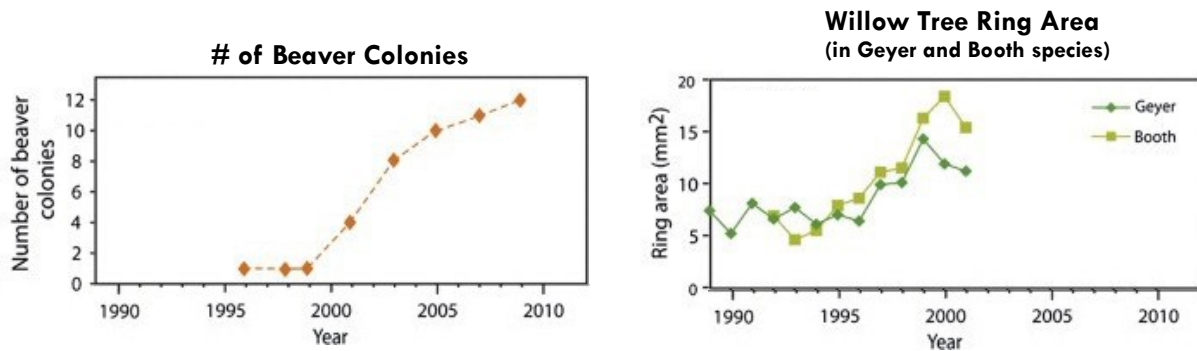 # of Beaver Colonies
Number of beaver
colonies
12
10
8
6
4
2
0
1990 1995 2000 2005 2010
Year
Willow Tree Ring Area
(in Geyer and Booth species)
Ring area (mm2)
20
15
10
5
0
Geyer
Booth
1990 1995 2000 2005 2010
Year